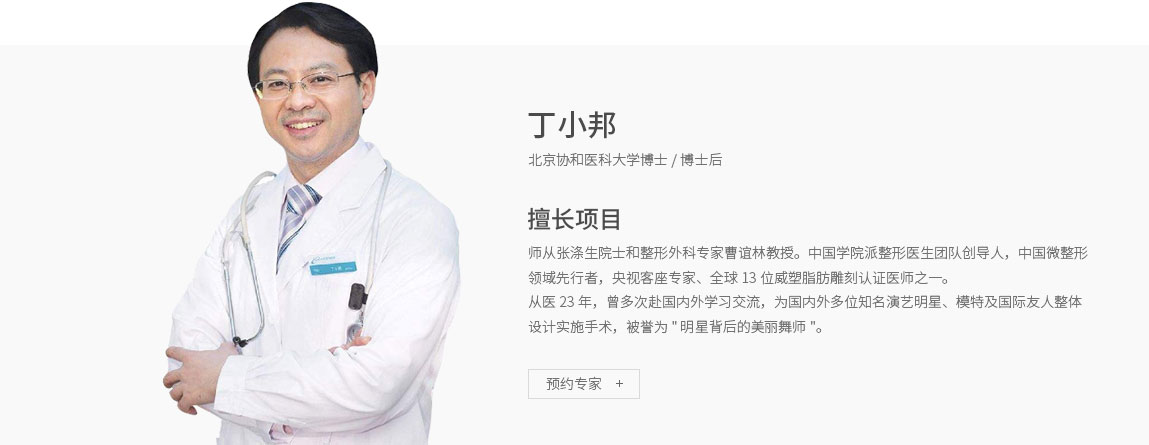 丁小邦
北京协和医科大学博士 / 博士后
擅长项目
师从张涤生院士和整形外科专家曹谊林教授。中国学院派整形医生团队创导人，中国微整形
领域先行者，央视客座专家、全球 13 位威塑脂肪雕刻认证医师之一。
从医 23 年，曾多次赴国内外学习交流，为国内外多位知名演艺明星、模特及国际友人整体
设计实施手术，被誉为 " 明星背后的美丽舞师 "。
预约专家 +